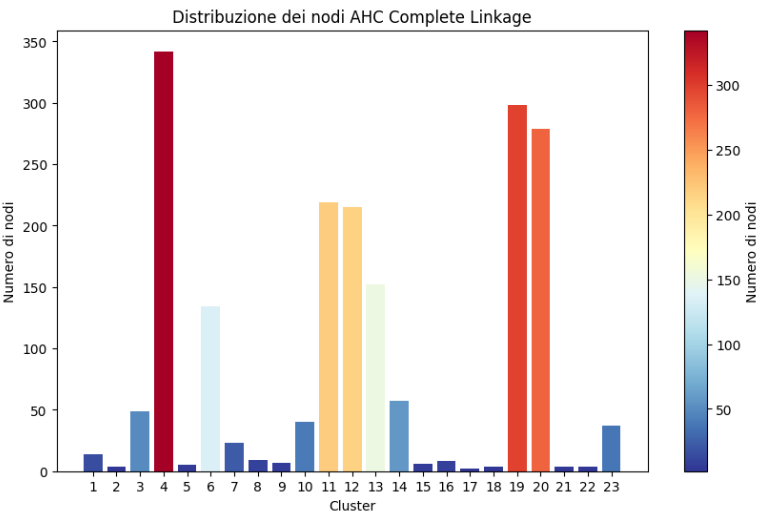 Distribuzione dei nodi AHC Complete Linkage
Numero di nodi
350
300
250
200
150
100
50
0
1 2 3 4 5 6 7 8 9 10 11 12 13 14 15 16 17 18 19 20 21 22 23
Cluster
300
250
200
150
100
50
Numero di nodi